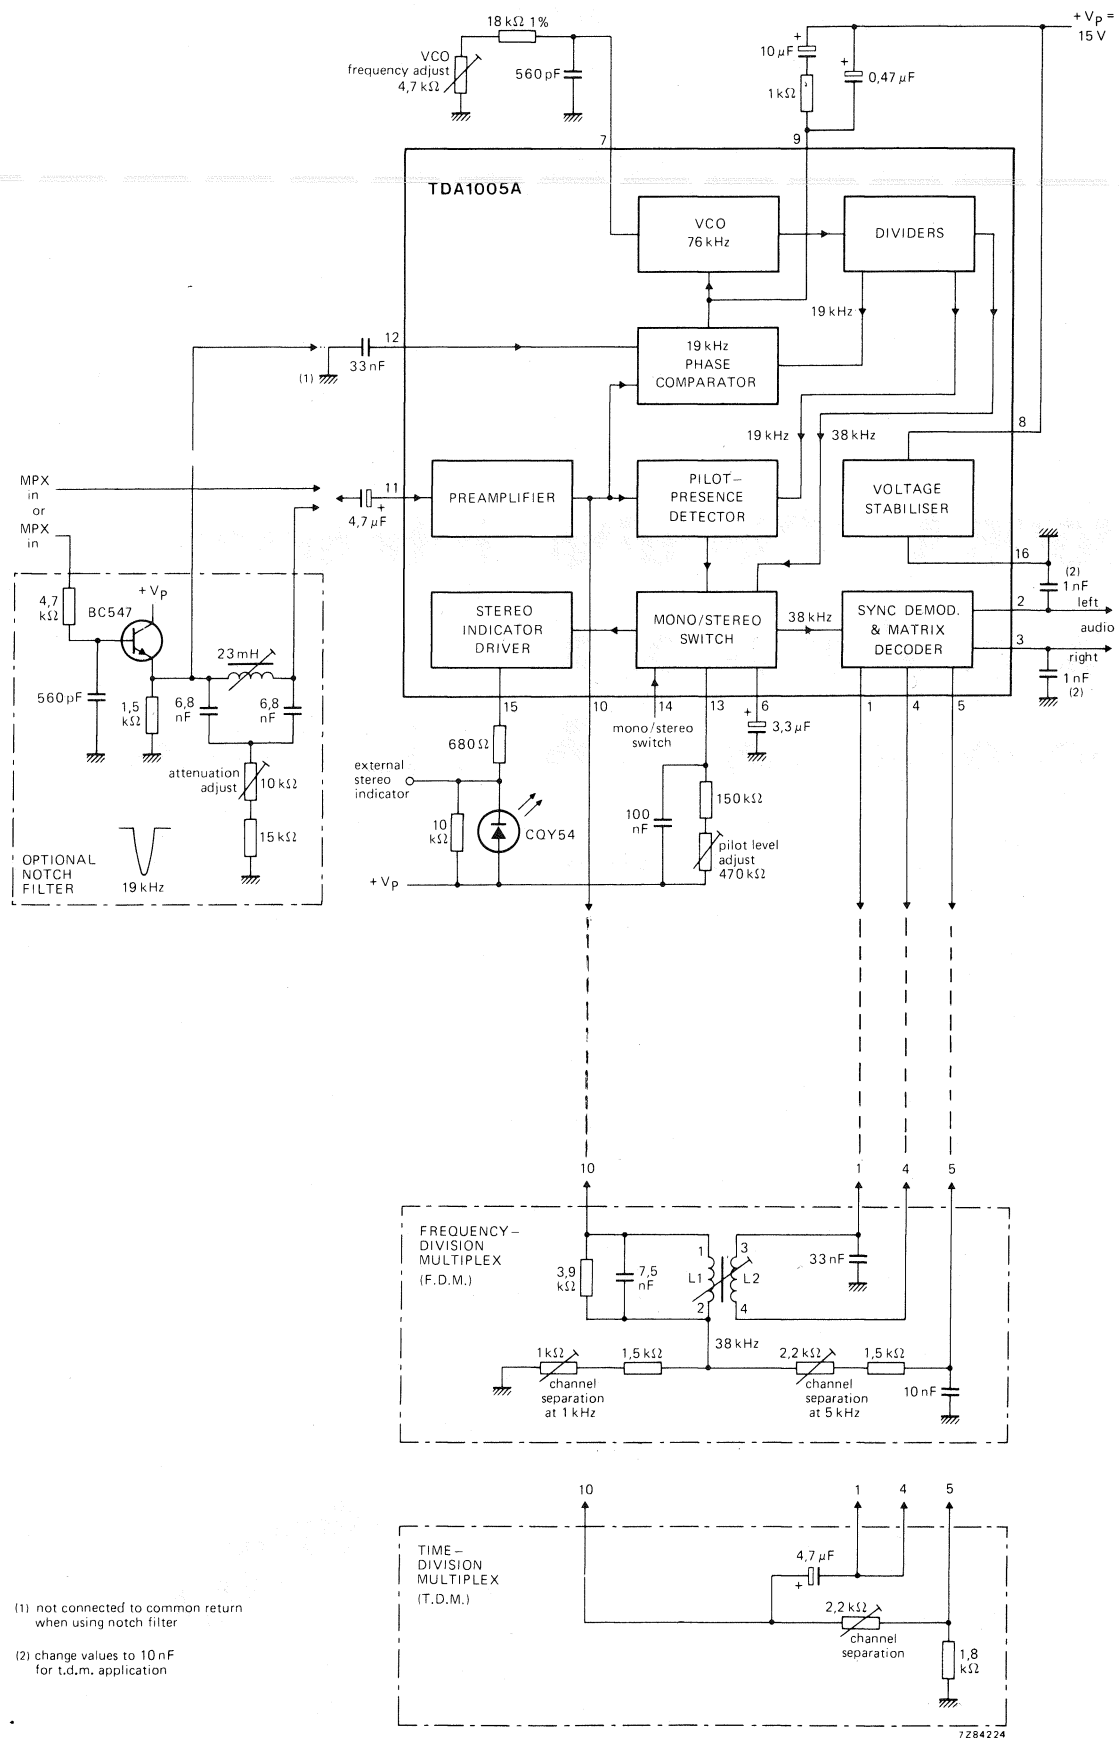 18 kΩ 1%
+ VP =
15 V
VCO
frequency adjust
4,7 kΩ
560 pF
10 μF
1 kΩ
0,47 μF
7
9
TDA1005A
VCO
76 kHz
DIVIDERS
19 kHz
12
33 nF
(1)
19 kHz
PHASE
COMPARATOR
19 kHz
38 kHz
8
MPX
in
or
MPX
in
11
4,7 μF
+
PREAMPLIFIER
PILOT-
PRESENCE
DETECTOR
VOLTAGE
STABILISER
16
(2)
1 nF
4,7
kΩ
BC547
+ VP
STEREO
INDICATOR
DRIVER
MONO/STEREO
SWITCH
38 kHz
SYNC DEMOD.
& MATRIX
DECODER
2
left
audio
3
right
1 nF
(2)
23 mH
560 pF
1,5
kΩ
6,8
nF
6,8
nF
15
10
14
13
6
1
4
5
mono/stereo
switch
+
3,3 μF
680 Ω
attenuation
adjust
10 kΩ
external
stereo
indicator
10
kΩ
CQY54
100
nF
150 kΩ
15 kΩ
pilot level
adjust
470 kΩ
OPTIONAL
NOTCH
FILTER
19 kHz
+ VP
10
1
4
5
FREQUENCY-
DIVISION
MULTIPLEX
(F.D.M.)
3,9
kΩ
7,5
nF
1
L1
2
3
L2
4
33 nF
38 kHz
1 kΩ
1,5 kΩ
2,2 kΩ
1,5 kΩ
channel
separation
at 1 kHz
channel
separation
at 5 kHz
10 nF
10
1
4
5
TIME-
DIVISION
MULTIPLEX
(T.D.M.)
4,7 μF
+
2,2 kΩ
channel
separation
1,8
kΩ
(1) not connected to common return
when using notch filter
(2) change values to 10 nF
for t.d.m. application
7Z84224